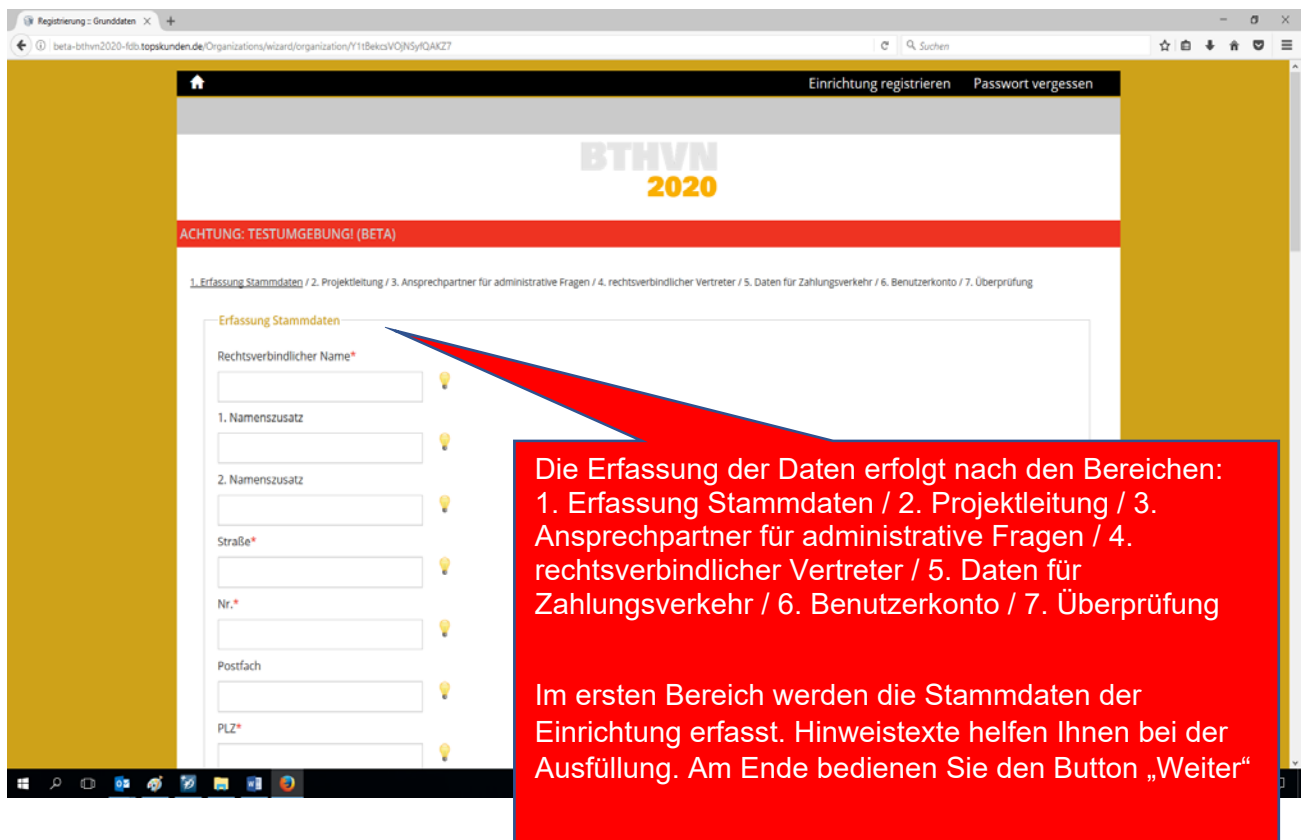 Registrierung :: Grunddaten
beta-bthvn2020-fdb.topskunden.de/Organizations/wizard/organization/Y1tBekcsVOjNSyfQAKZ7
Suchen
Einrichtung registrieren Passwort vergessen
BTHVN
2020
ACHTUNG: TESTUMGEBUNG! (BETA)
1. Erfassung Stammdaten / 2. Projektleitung / 3. Ansprechpartner für administrative Fragen / 4. rechtsverbindlicher Vertreter / 5. Daten für Zahlungsverkehr / 6. Benutzerkonto / 7. Überprüfung
Erfassung Stammdaten
Rechtsverbindlicher Name*
1. Namenszusatz
2. Namenszusatz
Straße*
Nr.*
Postfach
PLZ*
Die Erfassung der Daten erfolgt nach den Bereichen:
1. Erfassung Stammdaten / 2. Projektleitung / 3.
Ansprechpartner für administrative Fragen / 4.
rechtsverbindlicher Vertreter / 5. Daten für
Zahlungsverkehr / 6. Benutzerkonto / 7. Überprüfung
Im ersten Bereich werden die Stammdaten der
Einrichtung erfasst. Hinweistexte helfen Ihnen bei der
Ausfüllung. Am Ende bedienen Sie den Button „Weiter“